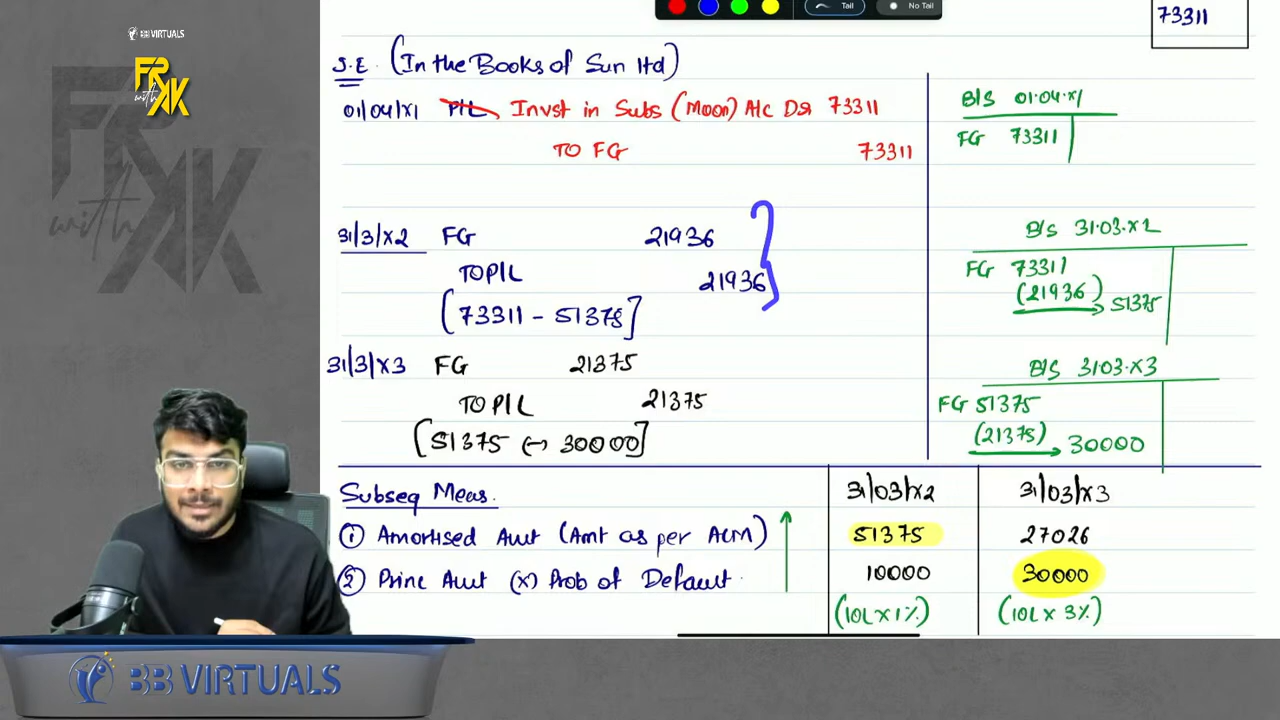 Tail
No Tail
73311
BB VIRTUALS
FR
with
AK
J.E. (In the Books of Sun ltd)
01/04/X1 P/L Invst in Subs (Moon) A/c Dr 73311
TO FG 73311
31/3/X2 FG 21936
TO P/L 21936
[73311 - 51375]
31/3/X3 FG 21375
TO P/L 21375
[51375 (-) 30000]
B/S 01.04.X1
FG 73311
B/S 31.03.X2
FG 73311
(21936)
51375
B/S 31.03.X3
FG 51375
(21375)
30000
Subseq Meas. 31/03/X2 31/03/X3
① Amortised Amt (Amt as per ACM) 51375 27026
② Princ Amt (x) Prob of Default 10000 30000
(10L x 1%) (10L x 3%)
BB VIRTUALS